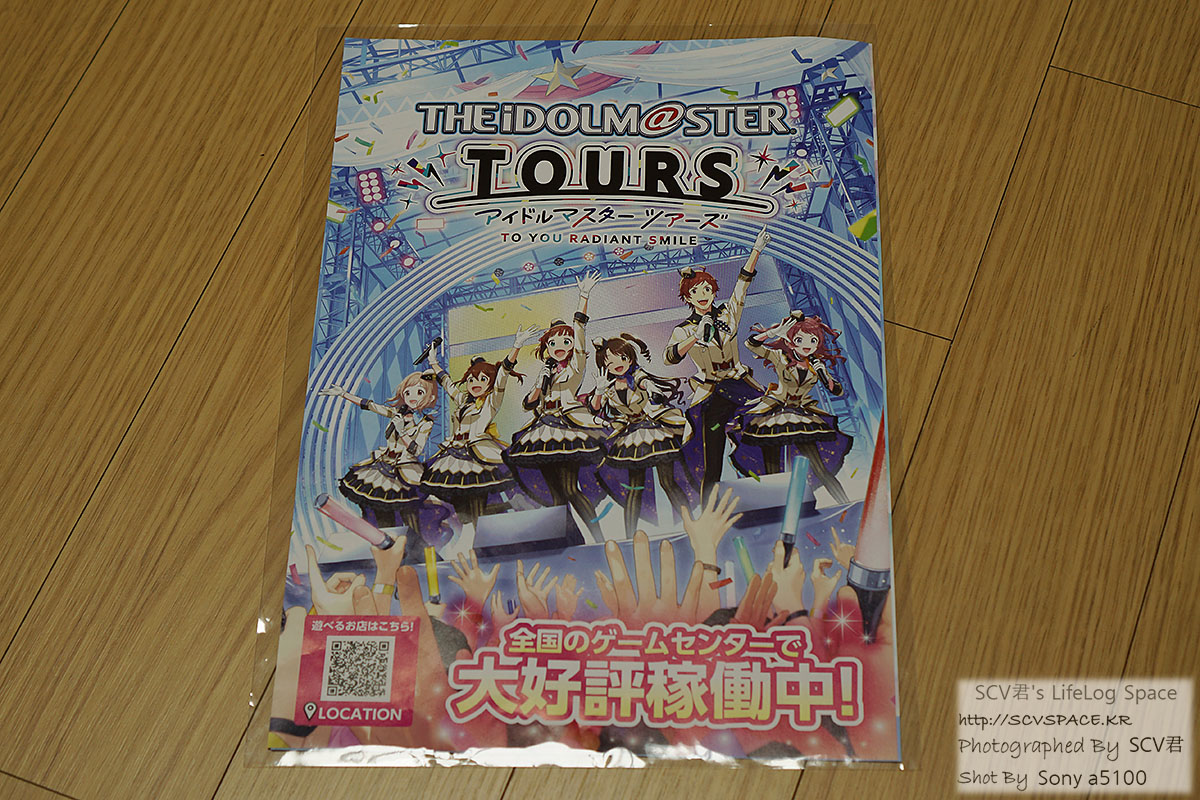 THE iDOLM@STER
TOURS
アイドルマスター ツアーズ
TO YOU RADIANT SMILE
遊べるお店はこちら!
LOCATION
全国のゲームセンターで
大好評稼働中!
SCV君's LifeLog Space
http://SCVSPACE.KR
Photographed By SCV君
Shot By Sony a5100